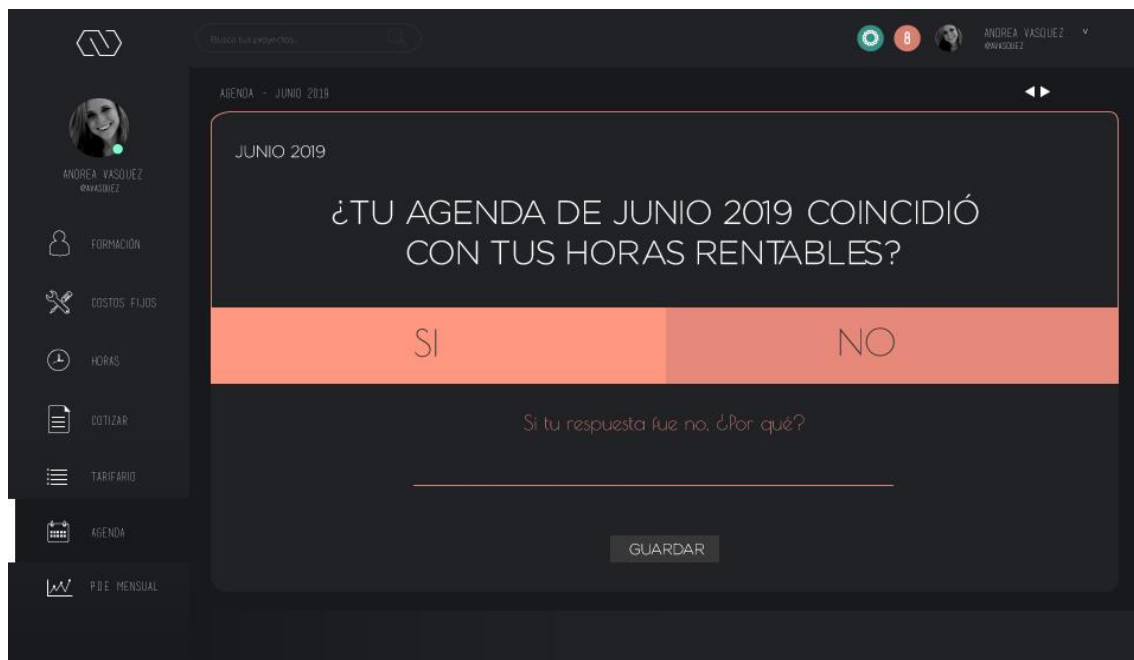 Busca tus proyectos...
8
ANDREA VASQUEZ
@AVASQUEZ
AGENDA - JUNIO 2019
ANDREA VASQUEZ
@AVASQUEZ
FORMACIÓN
COSTOS FIJOS
HORAS
COTIZAR
TARIFARIO
AGENDA
PDE MENSUAL
JUNIO 2019
¿TU AGENDA DE JUNIO 2019 COINCIDIÓ
CON TUS HORAS RENTABLES?
SI
NO
Si tu respuesta fue no, ¿Por qué?
GUARDAR